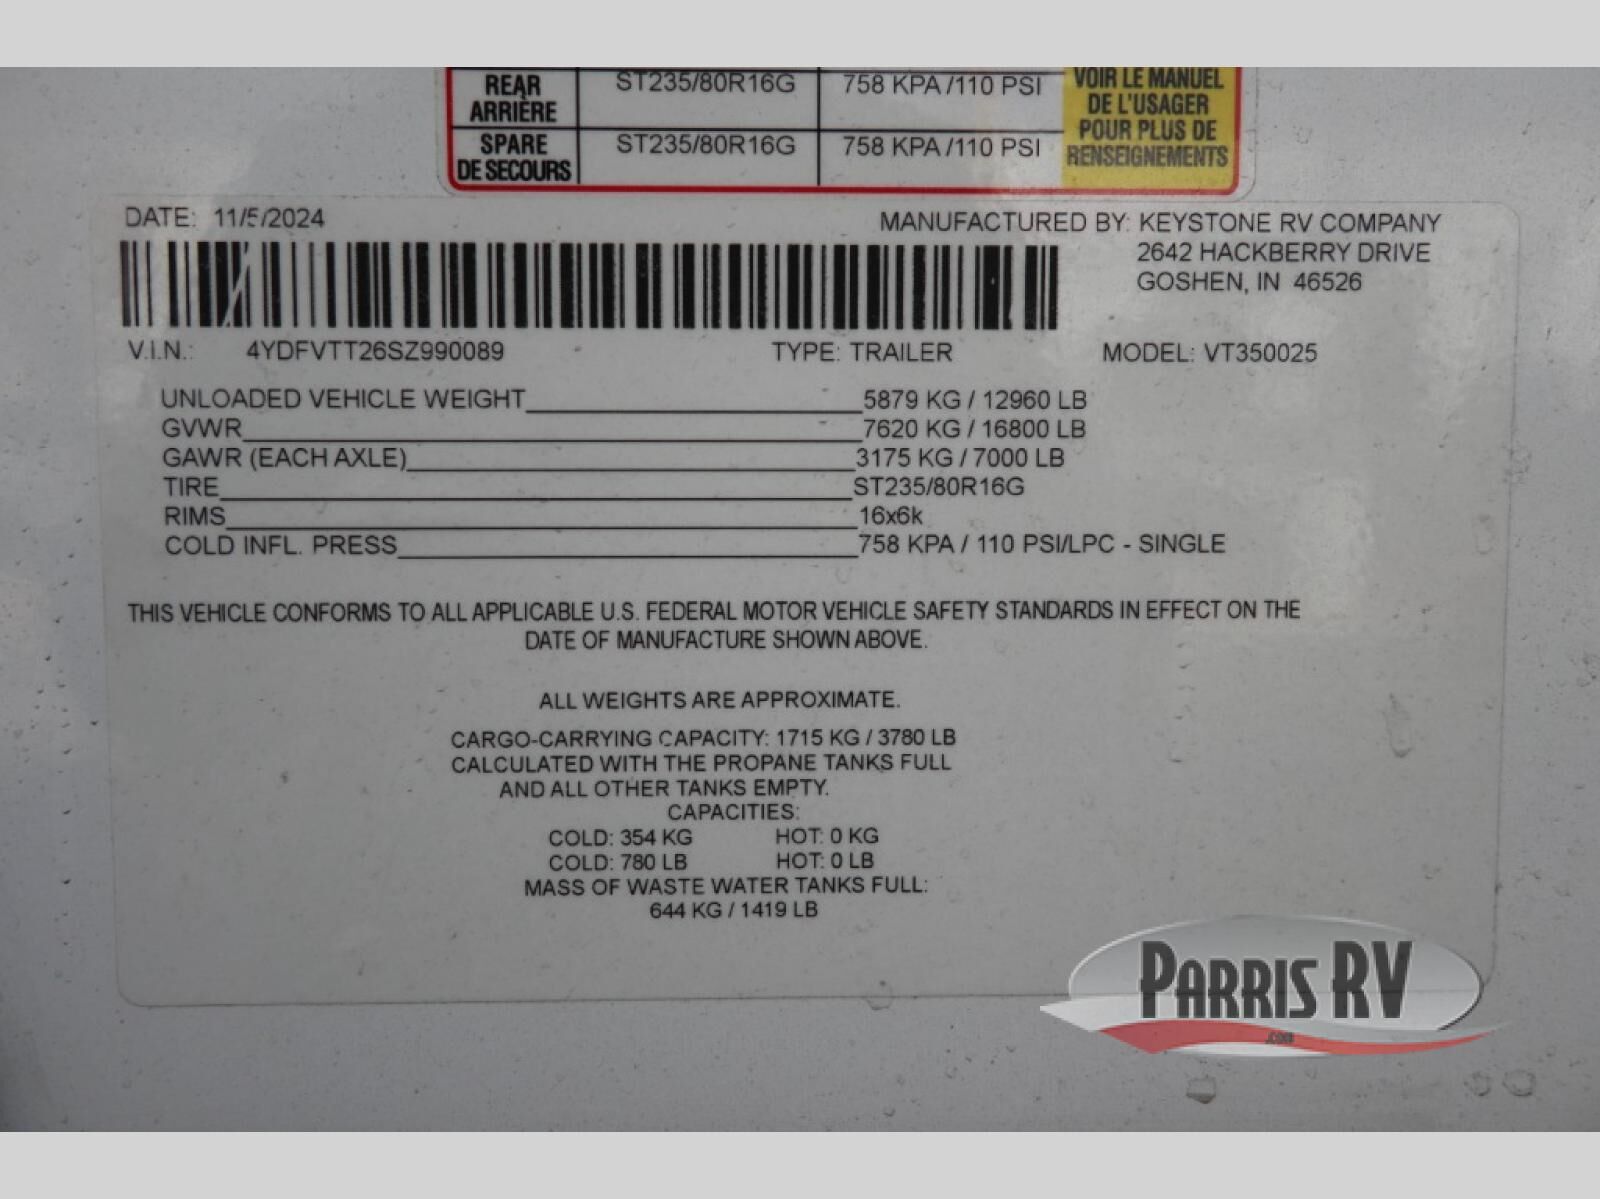 REAR
ARRIÈRE
ST235/80R16G
758 KPA /110 PSI
SPARE
DE SECOURS
ST235/80R16G
758 KPA /110 PSI
VOIR LE MANUEL
DE L'USAGER
POUR PLUS DE
RENSEIGNEMENTS
DATE: 11/5/2024
MANUFACTURED BY: KEYSTONE RV COMPANY
2642 HACKBERRY DRIVE
GOSHEN, IN 46526
V.I.N.: 4YDFVTT26SZ990089 TYPE: TRAILER MODEL: VT350025
UNLOADED VEHICLE WEIGHT 5879 KG / 12960 LB
GVWR 7620 KG / 16800 LB
GAWR (EACH AXLE) 3175 KG / 7000 LB
TIRE ST235/80R16G
RIMS 16x6k
COLD INFL. PRESS 758 KPA / 110 PSI/LPC - SINGLE
THIS VEHICLE CONFORMS TO ALL APPLICABLE U.S. FEDERAL MOTOR VEHICLE SAFETY STANDARDS IN EFFECT ON THE
DATE OF MANUFACTURE SHOWN ABOVE.
ALL WEIGHTS ARE APPROXIMATE.
CARGO-CARRYING CAPACITY: 1715 KG / 3780 LB
CALCULATED WITH THE PROPANE TANKS FULL
AND ALL OTHER TANKS EMPTY.
CAPACITIES:
COLD: 354 KG HOT: 0 KG
COLD: 780 LB HOT: 0 LB
MASS OF WASTE WATER TANKS FULL:
644 KG / 1419 LB
PARRIS RV
.COM